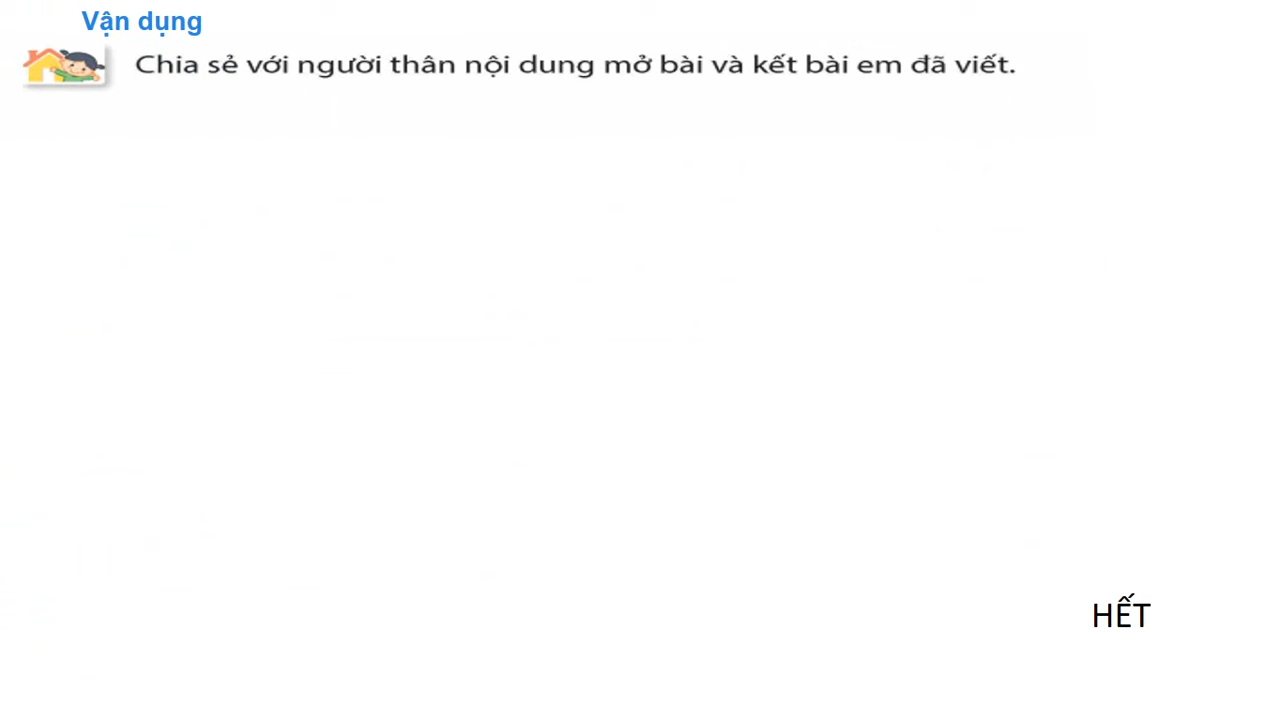 Vận dụng
Chia sẻ với người thân nội dung mở bài và kết bài em đã viết.
HẾT